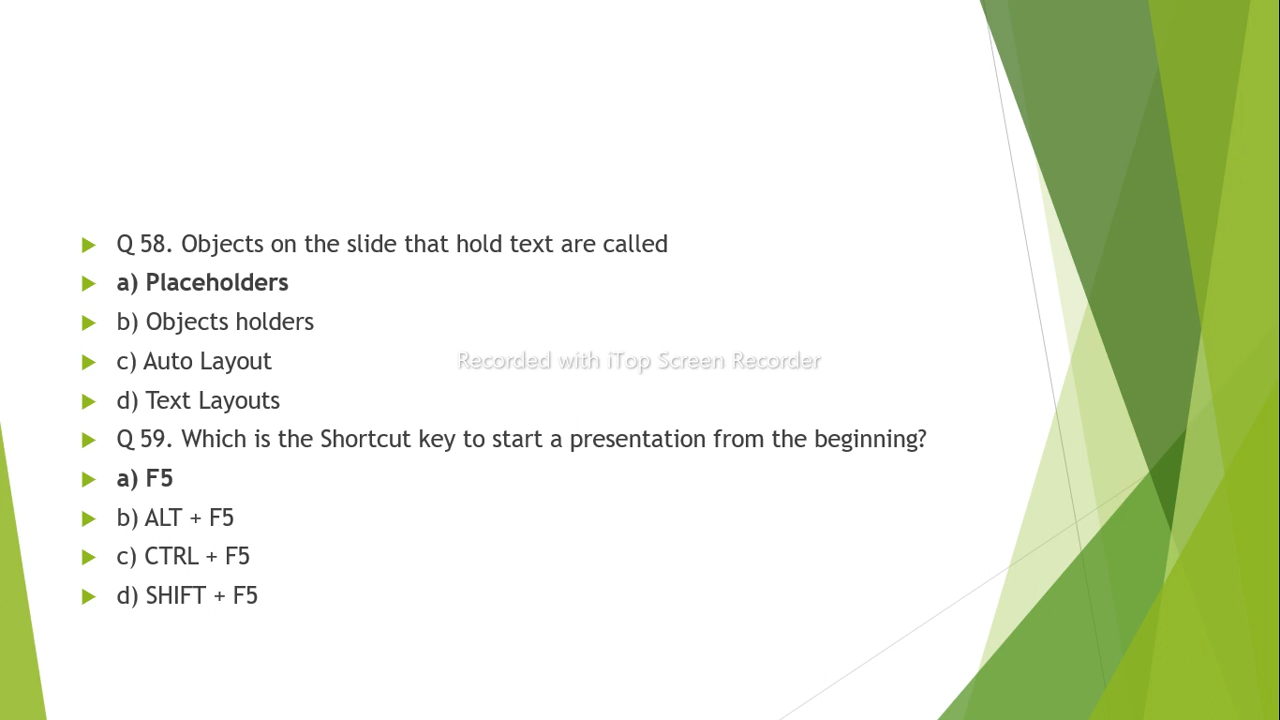 Q 58. Objects on the slide that hold text are called
a) Placeholders
b) Objects holders
c) Auto Layout
Recorded with iTop Screen Recorder
d) Text Layouts
Q 59. Which is the Shortcut key to start a presentation from the beginning?
a) F5
b) ALT + F5
c) CTRL + F5
d) SHIFT + F5